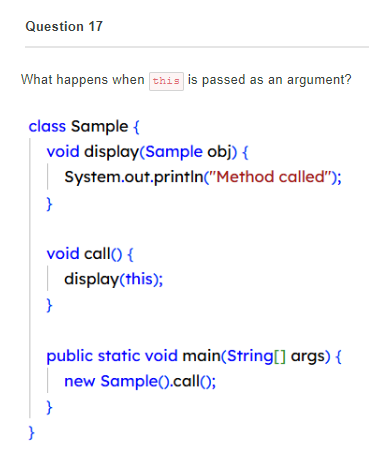 Question 17
What happens when this is passed as an argument?
class Sample {
void display(Sample obj) {
System.out.println("Method called");
}
void call() {
display(this);
}
public static void main(String[] args) {
new Sample().call();
}
}